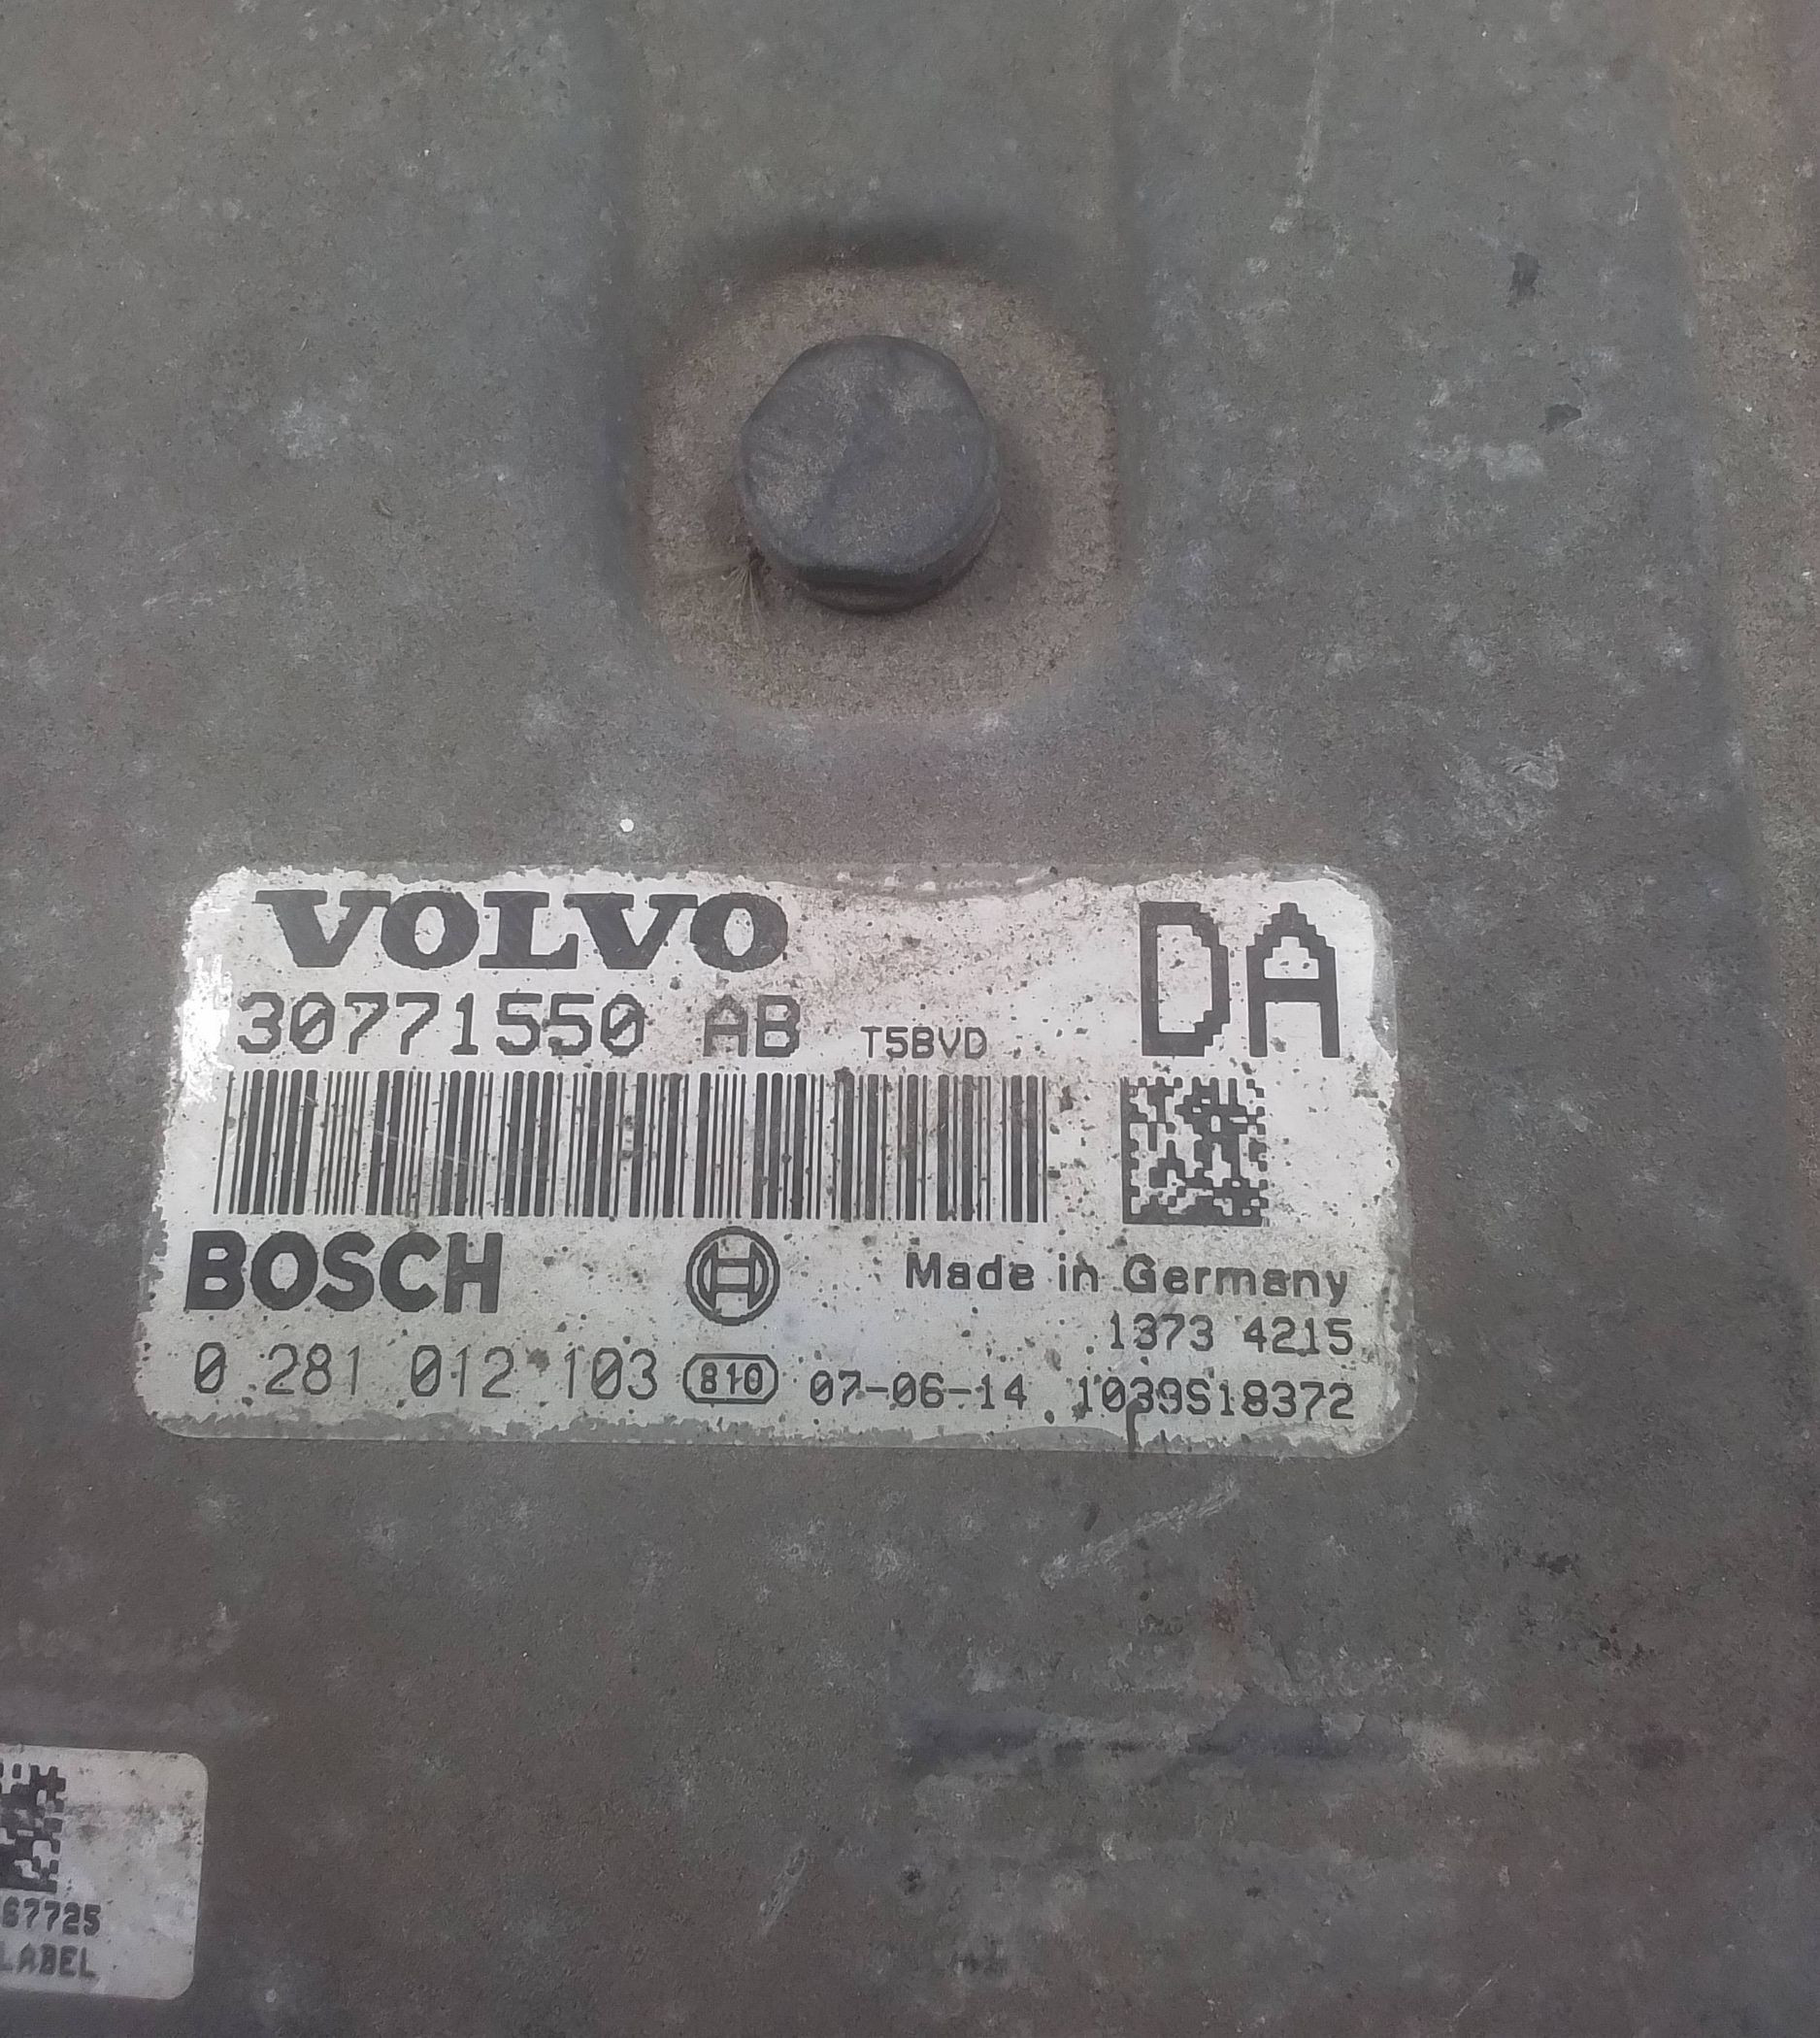 VOLVO
DA
30771550 AB T5BVD
BOSCH
Made in Germany
1373 4215
0 281 012 103 810 07-06-14 1039S18372
67725
LABEL